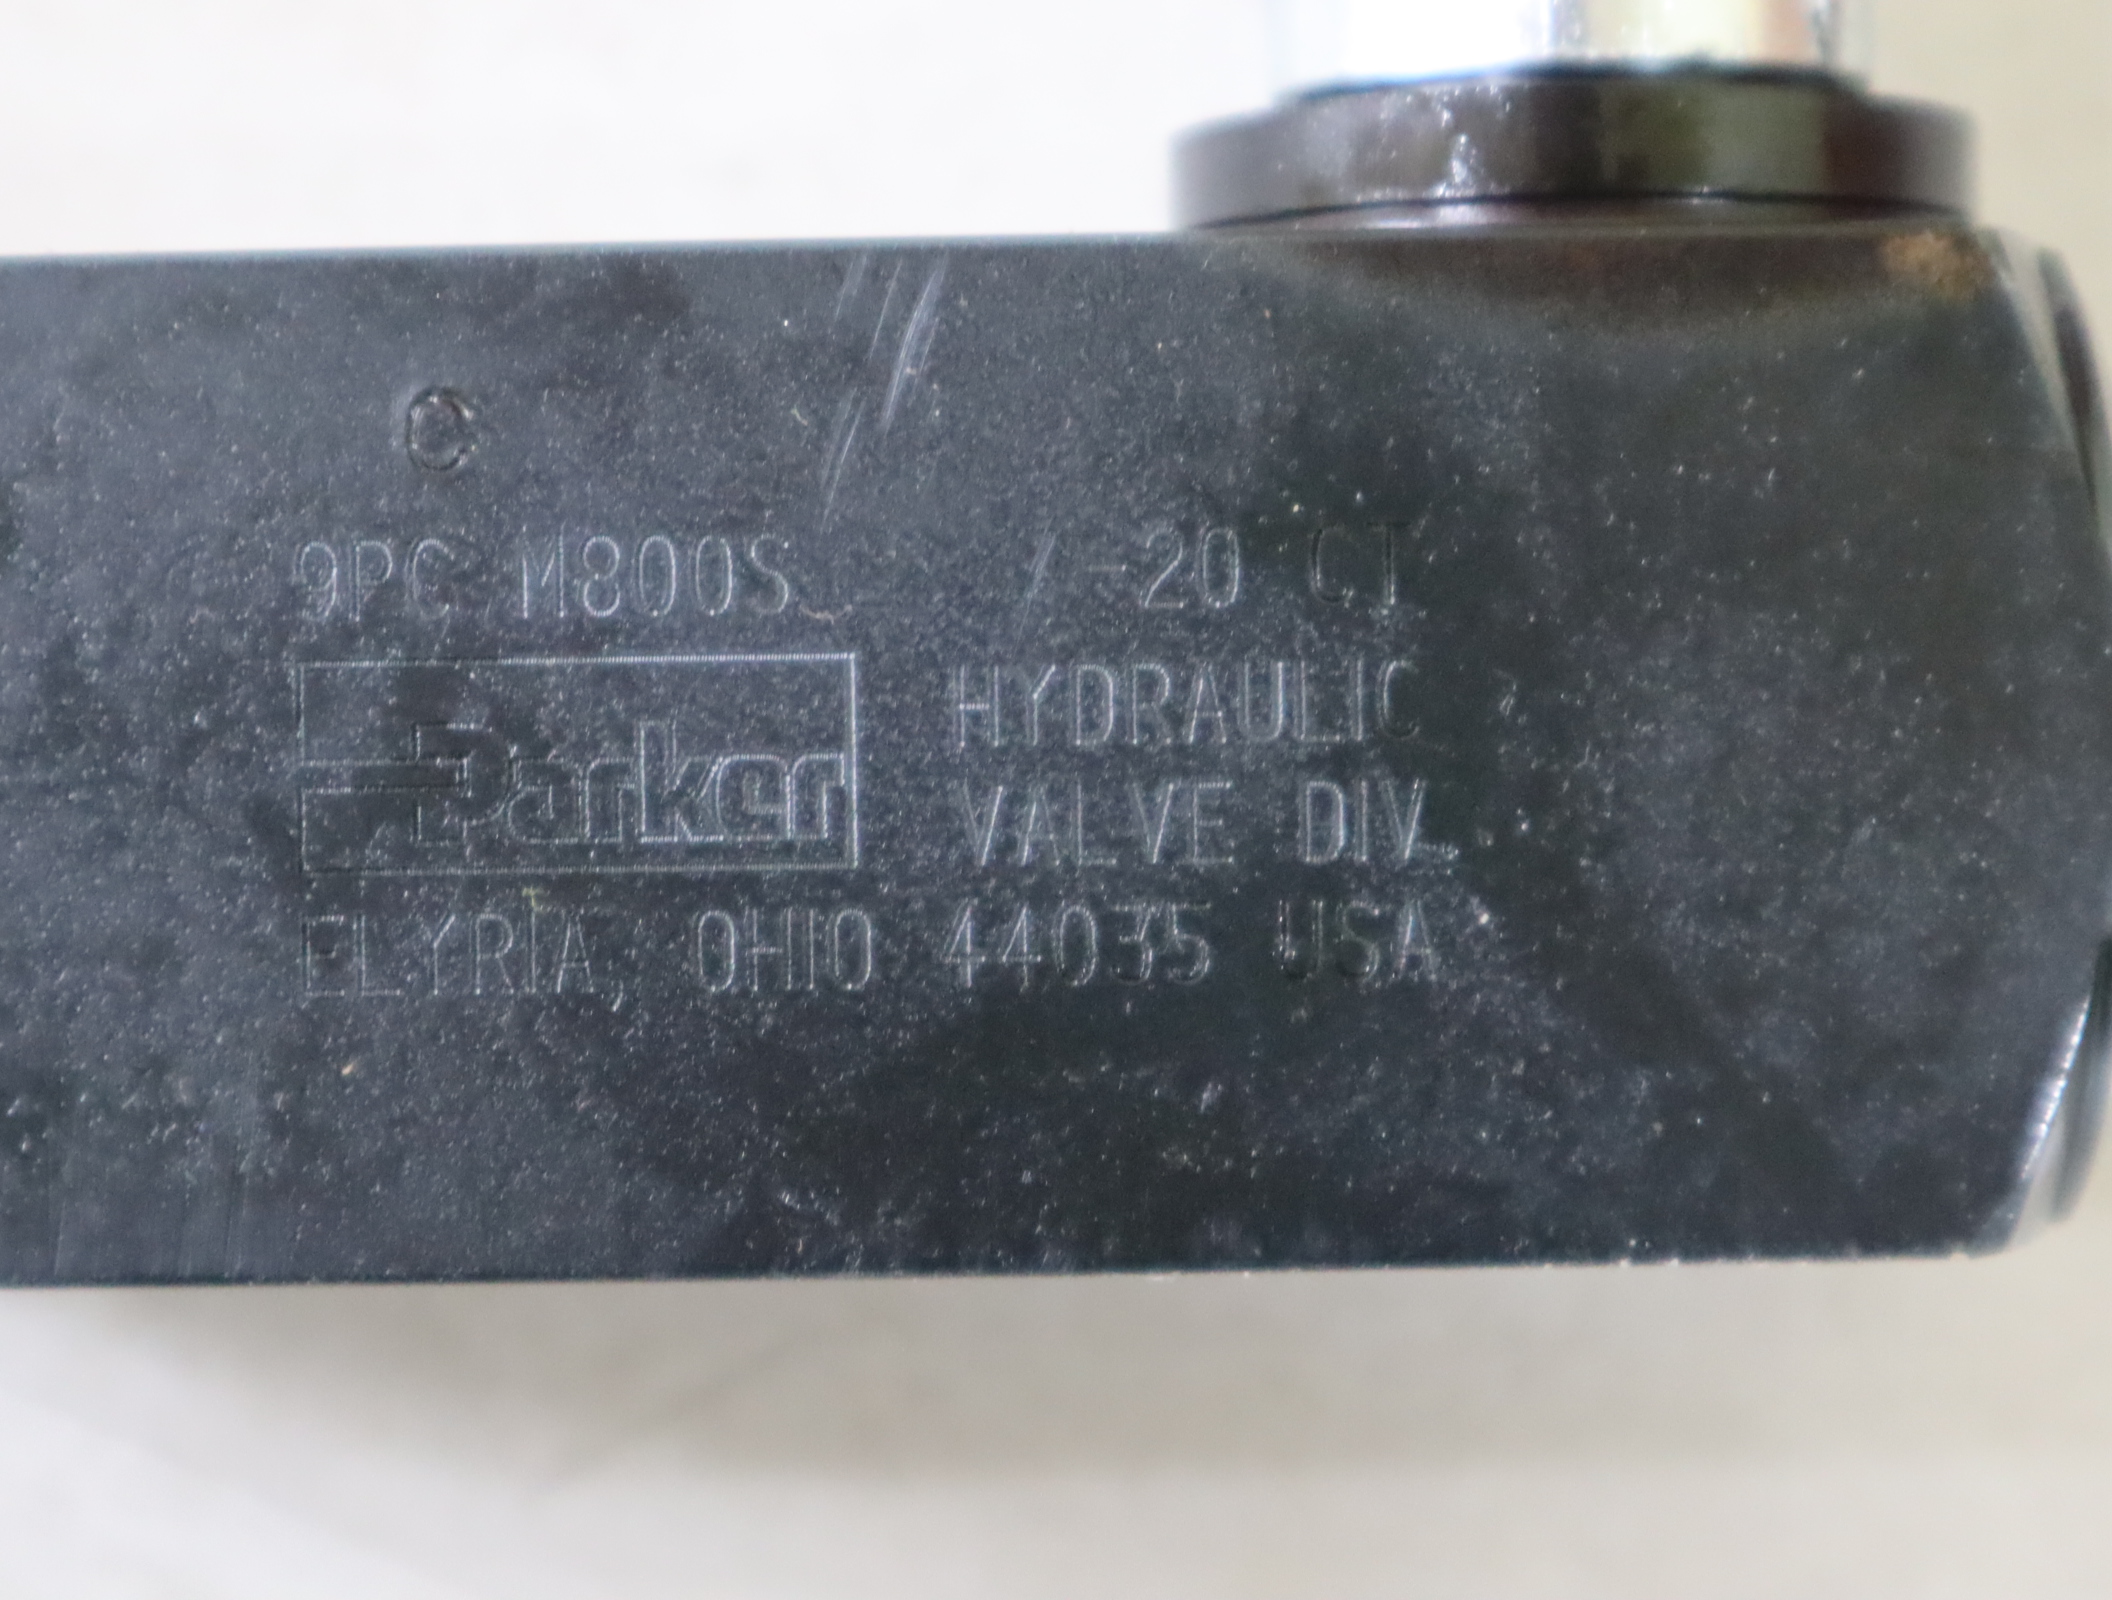 C
9PC M800S -20 CT
Parker HYDRAULIC
VALVE DIV.
ELYRIA, OHIO 44035 USA